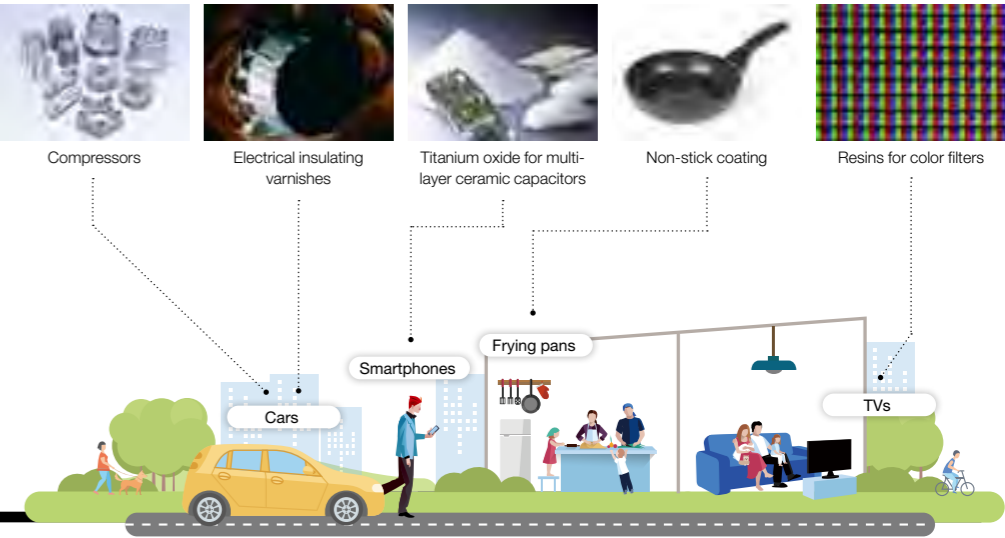 Compressors
Electrical insulating
varnishes
Titanium oxide for multi-
layer ceramic capacitors
Non-stick coating
Resins for color filters
Frying pans
Smartphones
Cars
TVs